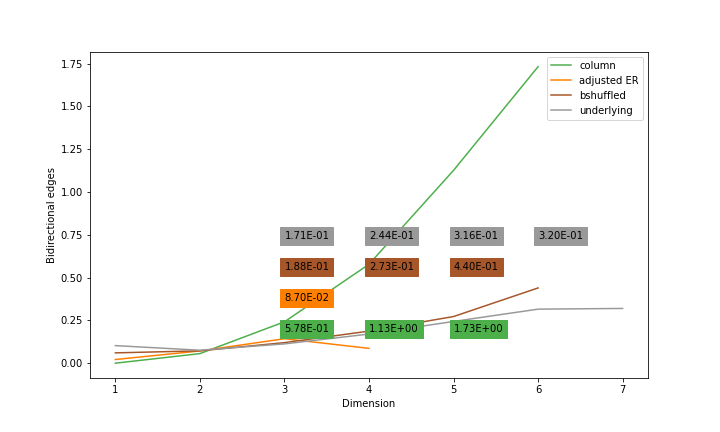 column
adjusted ER
bshuffled
underlying
1.75
1.50
1.25
1.00
0.75
0.50
0.25
0.00
Bidirectional edges
1.71E-01 2.44E-01 3.16E-01 3.20E-01
1.88E-01 2.73E-01 4.40E-01
8.70E-02
5.78E-01 1.13E+00 1.73E+00
1 2 3 4 5 6 7
Dimension